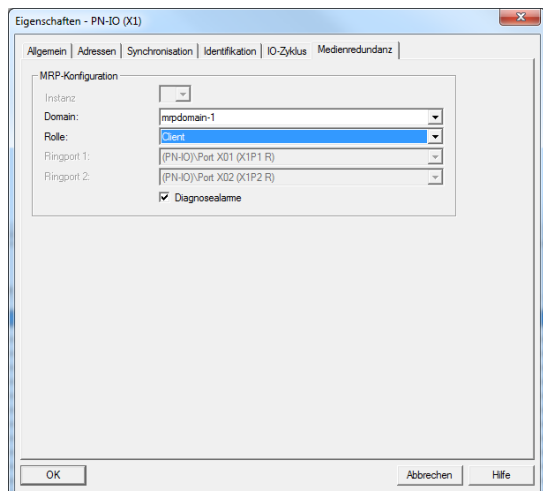 Eigenschaften - PN-IO (X1)
Allgemein Adressen Synchronisation Identifikation IO-Zyklus Medienredundanz
MRP-Konfiguration
Instanz
Domain: mrpdomain-1
Rolle: Client
Ringport 1: (PN-IO)\Port X01 (X1P1 R)
Ringport 2: (PN-IO)\Port X02 (X1P2 R)
Diagnosealarme
OK Abbrechen Hilfe